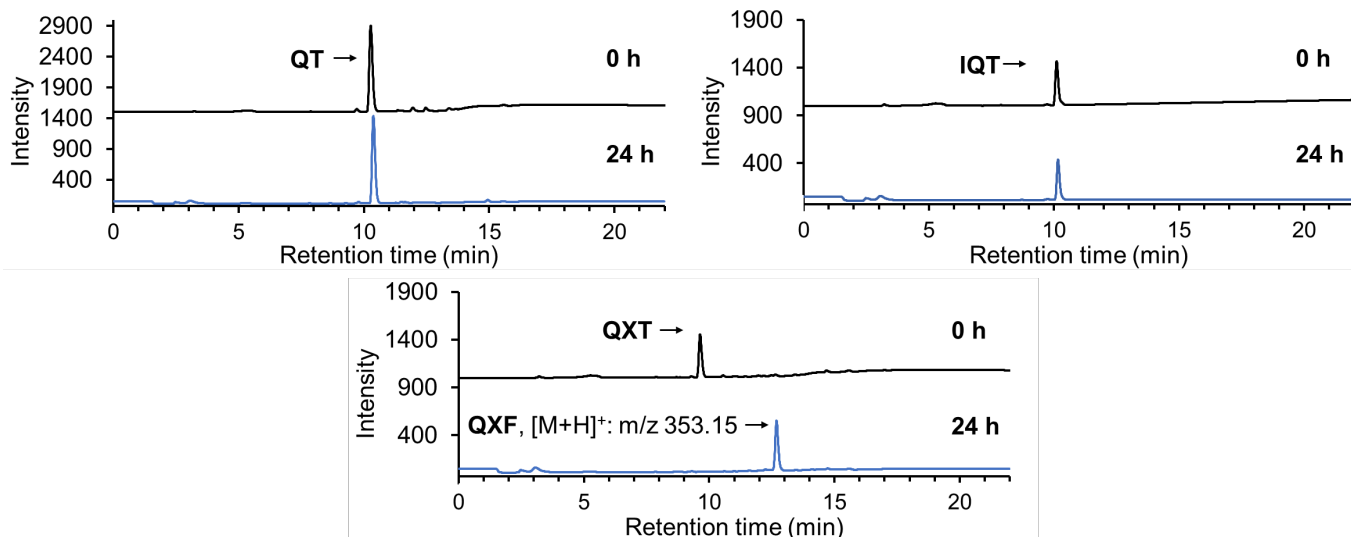 2900
2400
1900
1400
900
400
Intensity
QT
0 h
24 h
0
5
10
15
20
Retention time (min)
1900
1400
900
400
Intensity
IQT
0 h
24 h
0
5
10
15
20
Retention time (min)
1900
1400
900
400
Intensity
QXT
0 h
QXF, [M+H]⁺: m/z 353.15
24 h
0
5
10
15
20
Retention time (min)